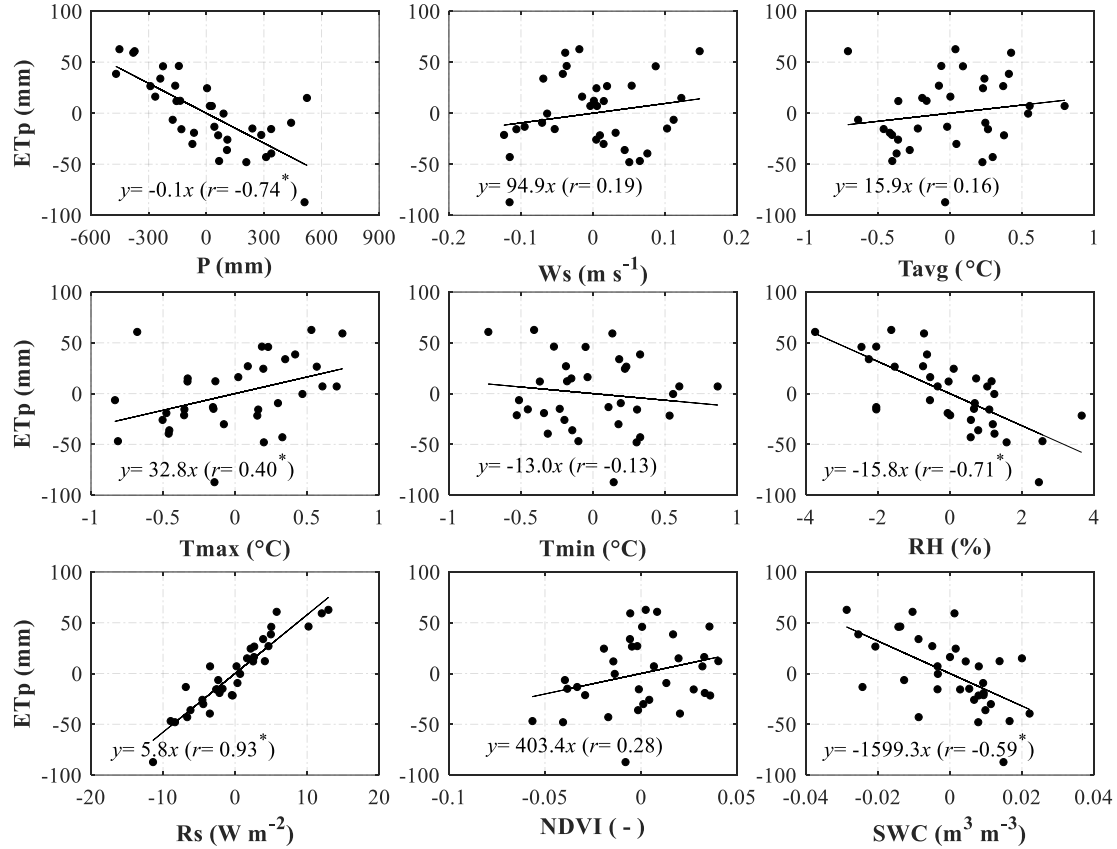 100
50
0
-50
-100
ETp (mm)
y= -0.1x (r= -0.74*)
-600 -300 0 300 600 900
P (mm)
100
50
0
-50
-100
y= 94.9x (r= 0.19)
-0.2 -0.1 0 0.1 0.2
Ws (m s-1)
100
50
0
-50
-100
y= 15.9x (r= 0.16)
-1 -0.5 0 0.5 1
Tavg (°C)
100
50
0
-50
-100
ETp (mm)
y= 32.8x (r= 0.40*)
-1 -0.5 0 0.5 1
Tmax (°C)
100
50
0
-50
-100
y= -13.0x (r= -0.13)
-1 -0.5 0 0.5 1
Tmin (°C)
100
50
0
-50
-100
y= -15.8x (r= -0.71*)
-4 -2 0 2 4
RH (%)
100
50
0
-50
-100
ETp (mm)
y= 5.8x (r= 0.93*)
-20 -10 0 10 20
Rs (W m-2)
100
50
0
-50
-100
y= 403.4x (r= 0.28)
-0.1 -0.05 0 0.05
NDVI ( - )
100
50
0
-50
-100
y= -1599.3x (r= -0.59*)
-0.04 -0.02 0 0.02 0.04
SWC (m3 m-3)